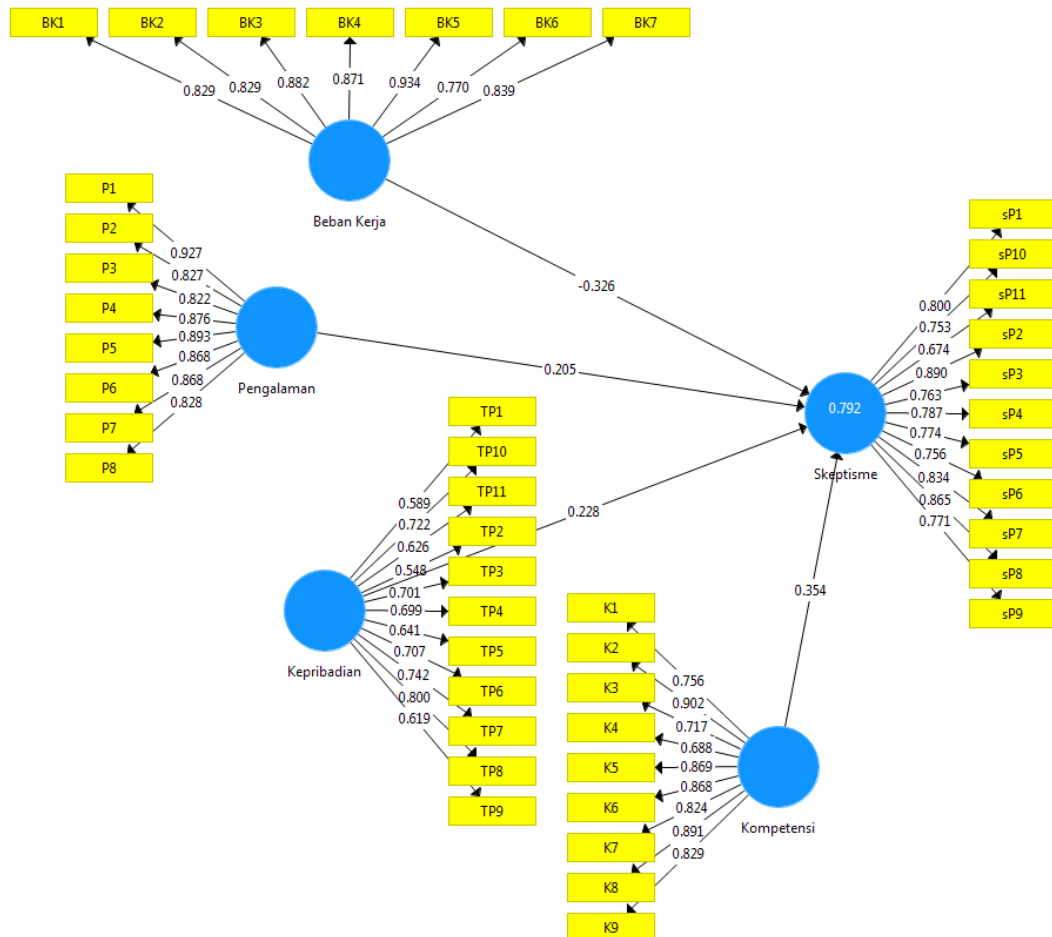 BK1 BK2 BK3 BK4 BK5 BK6 BK7
0.829 0.829 0.882 0.871 0.934 0.770 0.839
Beban Kerja
P1
P2
P3
P4
P5
P6
P7
P8
0.927
0.827
0.822
0.876
0.893
0.868
0.868
0.828
Pengalaman
-0.326
0.205
0.228
0.354
TP1
TP10
TP11
TP2
TP3
TP4
TP5
TP6
TP7
TP8
TP9
0.589
0.722
0.626
0.548
0.701
0.699
0.641
0.707
0.742
0.800
0.619
Kepribadian
K1
K2
K3
K4
K5
K6
K7
K8
K9
0.756
0.902
0.717
0.688
0.869
0.868
0.824
0.891
0.829
Kompetensi
0.792
Skeptisme
0.800
0.753
0.674
0.890
0.763
0.787
0.774
0.756
0.834
0.865
0.771
sP1
sP10
sP11
sP2
sP3
sP4
sP5
sP6
sP7
sP8
sP9